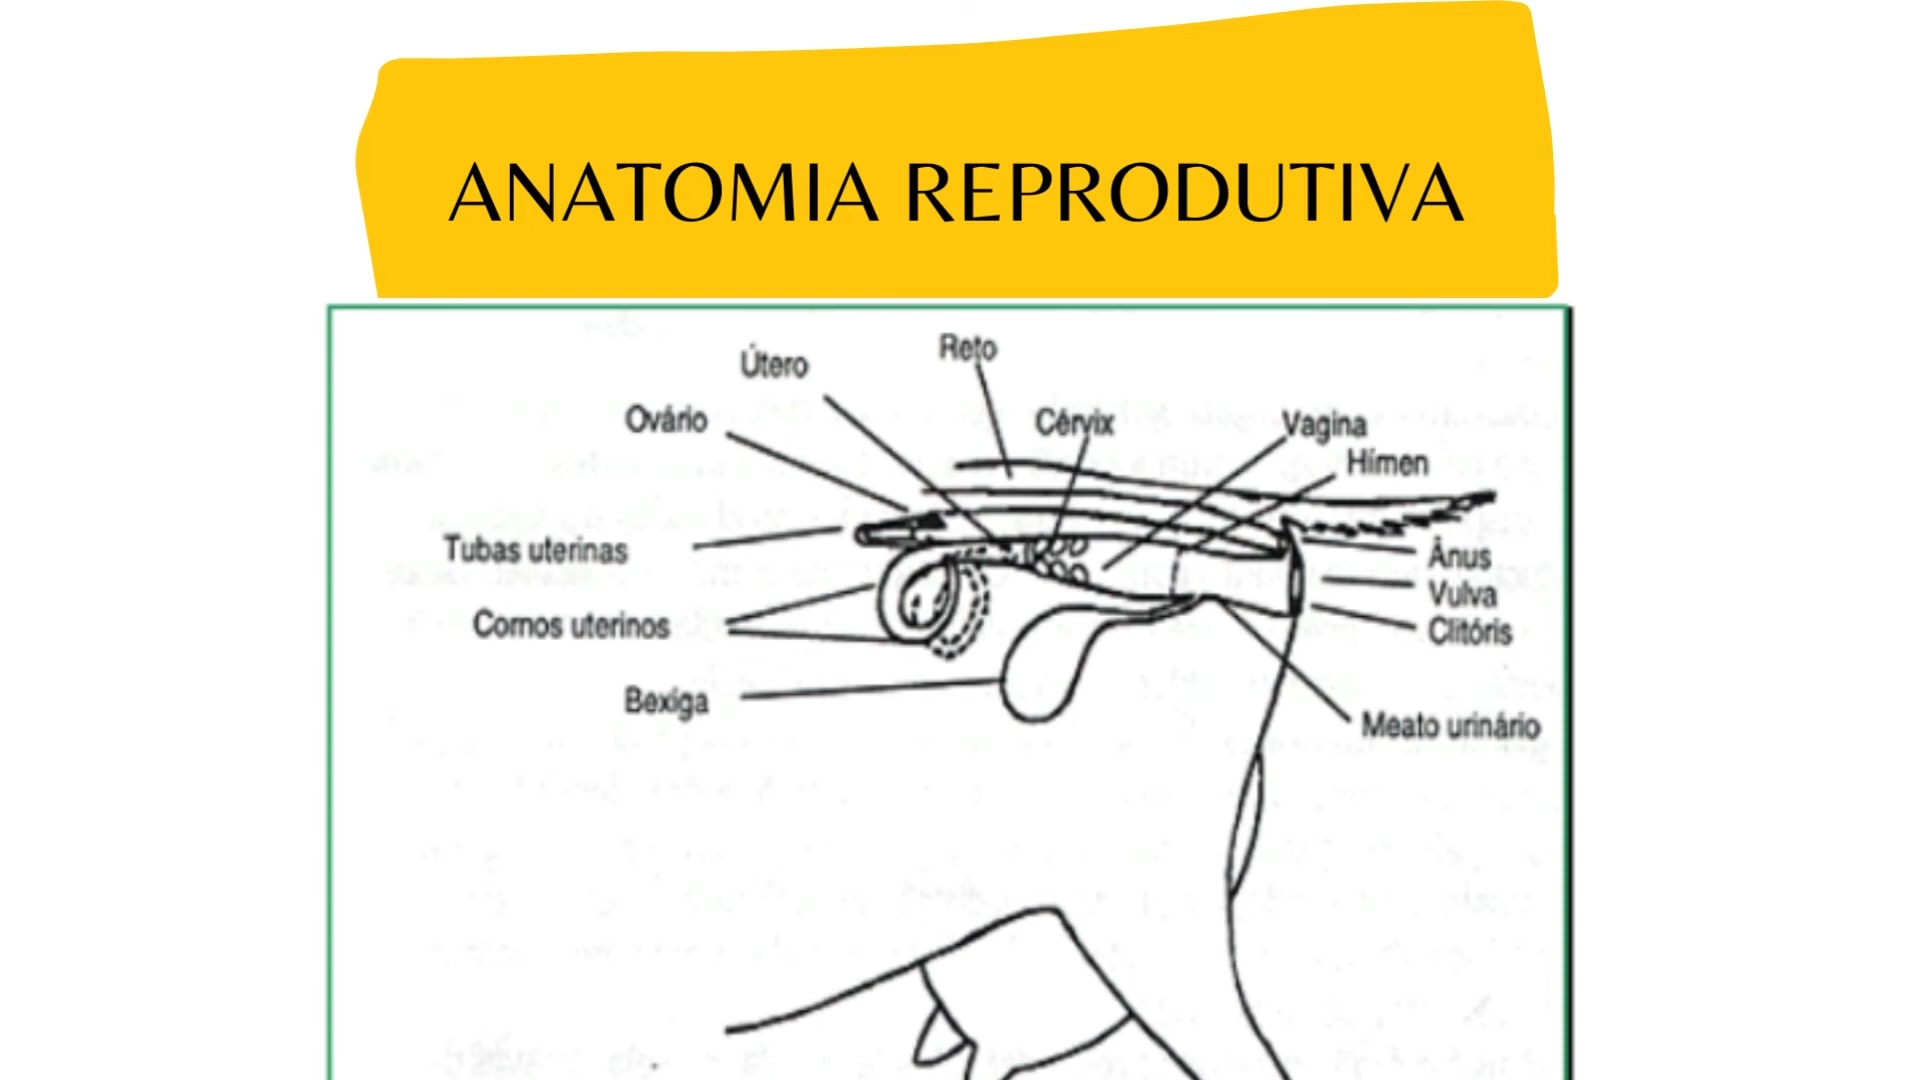 ANATOMIA REPRODUTIVA
Reto
Útero
Ovário
Cérvix
Vagina
Hímen
Tubas uterinas
Ânus
Vulva
Clitóris
Cornos uterinos
Bexiga
Meato urinário